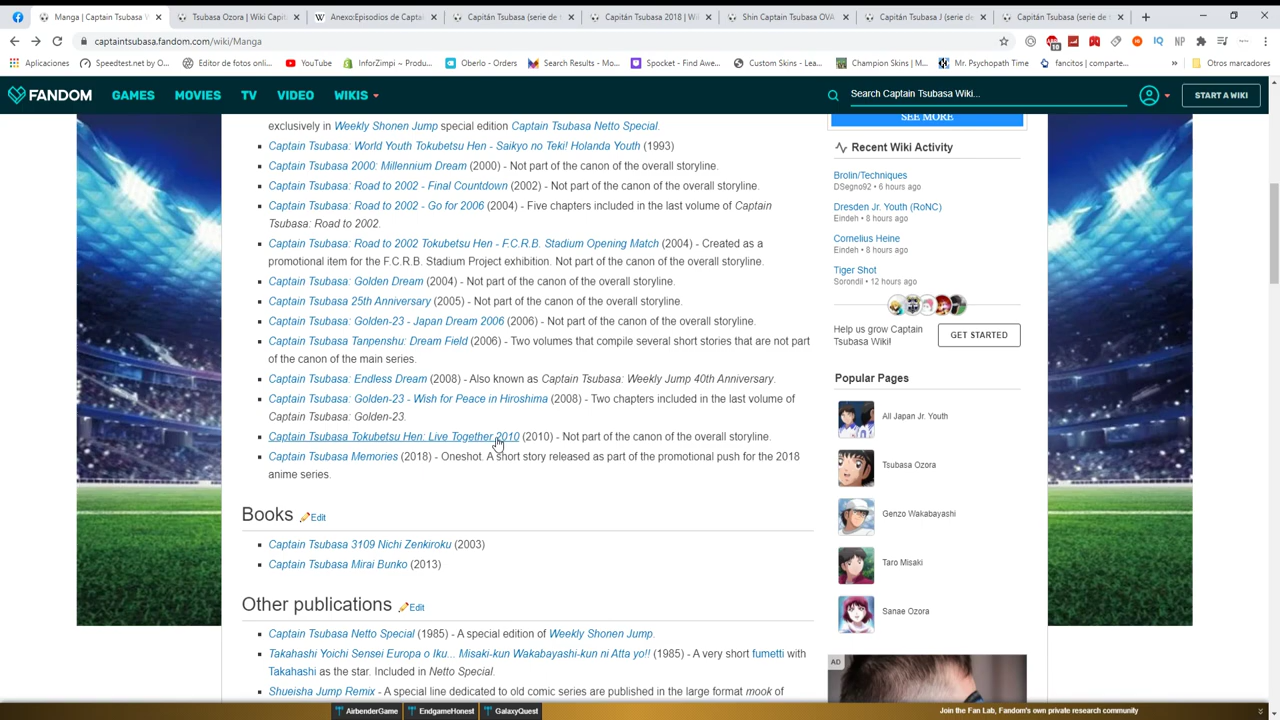 Manga | Captain Tsubasa W
Tsubasa Ozora | Wiki Capit
Anexo:Episodios de Captai
Capitán Tsubasa (serie de
Capitán Tsubasa 2018 | Wi
Shin Captain Tsubasa OVA
Capitán Tsubasa J (serie de
Capitán Tsubasa (serie de t
captaintsubasa.fandom.com/wiki/Manga
10
IQ
NP
Aplicaciones
Speedtest.net by O...
Editor de fotos onli...
YouTube
InforZimpi ~ Produ...
Oberlo - Orders
Search Results - Mo...
Spocket - Find Awe...
Custom Skins - Lea...
Champion Skins | M...
Mr. Psychopath Time
fancitos | comparte...
»
Otros marcadores
FANDOM
GAMES
MOVIES
TV
VIDEO
WIKIS
Search Captain Tsubasa Wiki...
START A WIKI
exclusively in Weekly Shonen Jump special edition Captain Tsubasa Netto Special.
Captain Tsubasa: World Youth Tokubetsu Hen - Saikyo no Teki! Holanda Youth (1993)
Captain Tsubasa 2000: Millennium Dream (2000) - Not part of the canon of the overall storyline.
Captain Tsubasa: Road to 2002 - Final Countdown (2002) - Not part of the canon of the overall storyline.
Captain Tsubasa: Road to 2002 - Go for 2006 (2004) - Five chapters included in the last volume of Captain
Tsubasa: Road to 2002.
Captain Tsubasa: Road to 2002 Tokubetsu Hen - F.C.R.B. Stadium Opening Match (2004) - Created as a
promotional item for the F.C.R.B. Stadium Project exhibition. Not part of the canon of the overall storyline.
Captain Tsubasa: Golden Dream (2004) - Not part of the canon of the overall storyline.
Captain Tsubasa 25th Anniversary (2005) - Not part of the canon of the overall storyline.
Captain Tsubasa: Golden-23 - Japan Dream 2006 (2006) - Not part of the canon of the overall storyline.
Captain Tsubasa Tanpenshu: Dream Field (2006) - Two volumes that compile several short stories that are not part
of the canon of the main series.
Captain Tsubasa: Endless Dream (2008) - Also known as Captain Tsubasa: Weekly Jump 40th Anniversary.
Captain Tsubasa: Golden-23 - Wish for Peace in Hiroshima (2008) - Two chapters included in the last volume of
Captain Tsubasa: Golden-23.
Captain Tsubasa Tokubetsu Hen: Live Together 2010 (2010) - Not part of the canon of the overall storyline.
Captain Tsubasa Memories (2018) - Oneshot. A short story released as part of the promotional push for the 2018
anime series.
Books Edit
Captain Tsubasa 3109 Nichi Zenkiroku (2003)
Captain Tsubasa Mirai Bunko (2013)
Other publications Edit
Captain Tsubasa Netto Special (1985) - A special edition of Weekly Shonen Jump.
Takahashi Yoichi Sensei Europa o Iku... Misaki-kun Wakabayashi-kun ni Atta yo!! (1985) - A very short fumetti with
Takahashi as the star. Included in Netto Special.
Shueisha Jump Remix - A special line dedicated to old comic series are published in the large format mook of
SEE MORE
Recent Wiki Activity
Brolin/Techniques
DSegno92 • 6 hours ago
Dresden Jr. Youth (RoNC)
Eindeh • 8 hours ago
Cornelius Heine
Eindeh • 8 hours ago
Tiger Shot
Sorondil • 12 hours ago
Help us grow Captain
Tsubasa Wiki!
GET STARTED
Popular Pages
All Japan Jr. Youth
Tsubasa Ozora
Genzo Wakabayashi
Taro Misaki
Sanae Ozora
AD
AirbenderGame
EndgameHonest
GalaxyQuest
Join the Fan Lab, Fandom's own private research community